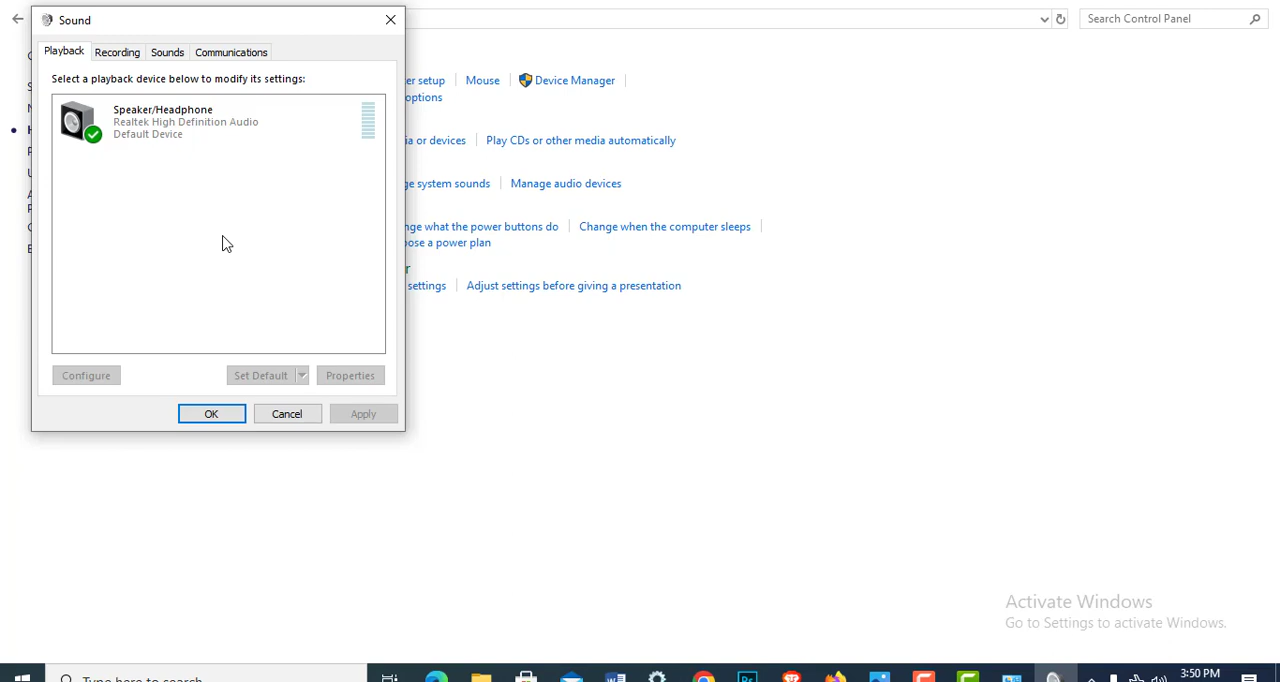 Sound
Search Control Panel
Playback
Recording
Sounds
Communications
Select a playback device below to modify its settings:
Speaker/Headphone
Realtek High Definition Audio
Default Device
Configure
Set Default
Properties
OK
Cancel
Apply
er setup
Mouse
Device Manager
options
ia or devices
Play CDs or other media automatically
ge system sounds
Manage audio devices
nge what the power buttons do
Change when the computer sleeps
oose a power plan
r
settings
Adjust settings before giving a presentation
Activate Windows
Go to Settings to activate Windows.
Type here to search
3:50 PM